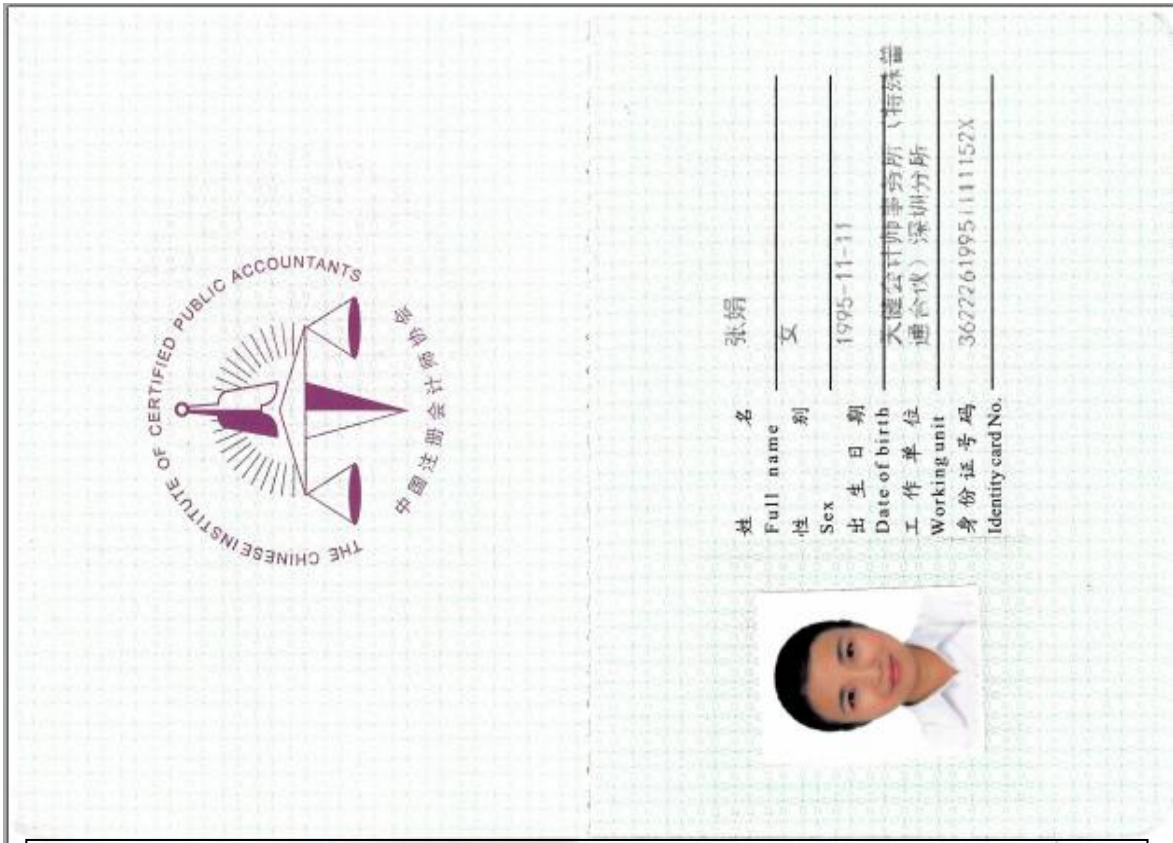 THE CHINESE INSTITUTE OF CERTIFIED PUBLIC ACCOUNTANTS
中国注册会计师协会
姓 名 张娟
Full name
性 别 女
Sex
出 生 日 期 1995-11-11
Date of birth
工 作 单 位 天健会计师事务所（特殊普
Working unit 通合伙）深圳分所
身份证号码 36222619951111152X
Identity card No.